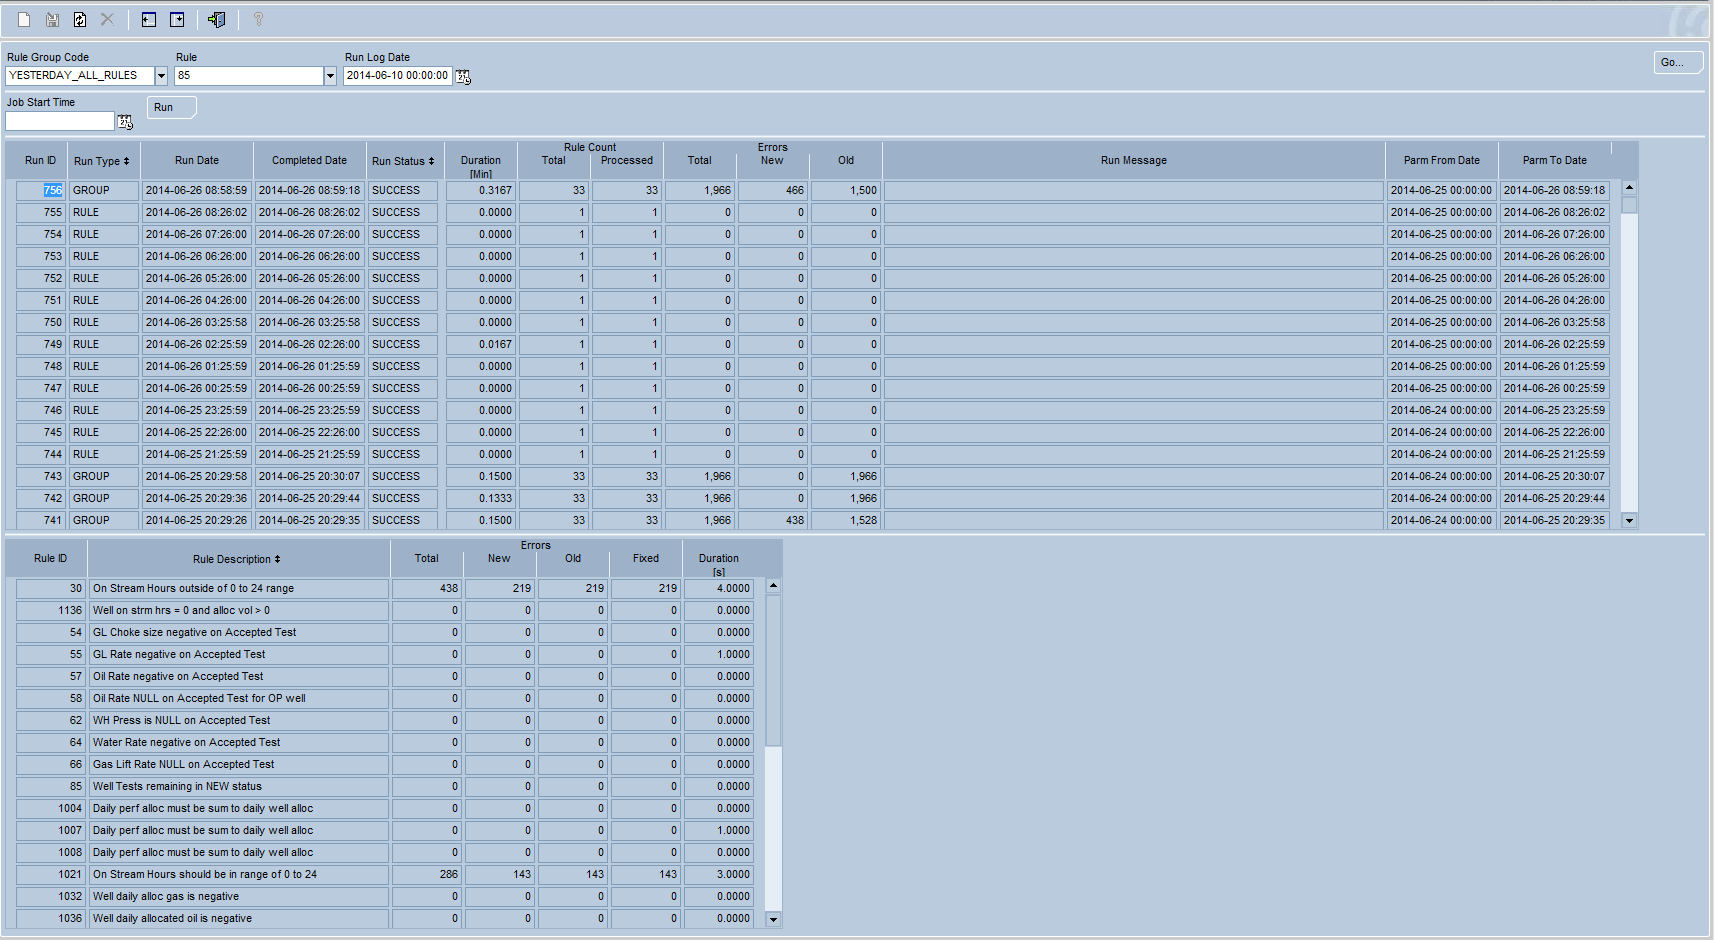 Rule Group Code Rule Run Log Date
YESTERDAY_ALL_RULES 85 2014-06-10 00:00:00 Go...
Job Start Time Run
Rule Count Errors
Run ID Run Type Run Date Completed Date Run Status Duration Total Processed Total New Old Run Message Parm From Date Parm To Date
[Min]
756 GROUP 2014-06-26 08:58:59 2014-06-26 08:59:18 SUCCESS 0.3167 33 33 1,966 466 1,500 2014-06-25 00:00:00 2014-06-26 08:59:18
755 RULE 2014-06-26 08:26:02 2014-06-26 08:26:02 SUCCESS 0.0000 1 1 0 0 0 2014-06-25 00:00:00 2014-06-26 08:26:02
754 RULE 2014-06-26 07:26:00 2014-06-26 07:26:00 SUCCESS 0.0000 1 1 0 0 0 2014-06-25 00:00:00 2014-06-26 07:26:00
753 RULE 2014-06-26 06:26:00 2014-06-26 06:26:00 SUCCESS 0.0000 1 1 0 0 0 2014-06-25 00:00:00 2014-06-26 06:26:00
752 RULE 2014-06-26 05:26:00 2014-06-26 05:26:00 SUCCESS 0.0000 1 1 0 0 0 2014-06-25 00:00:00 2014-06-26 05:26:00
751 RULE 2014-06-26 04:26:00 2014-06-26 04:26:00 SUCCESS 0.0000 1 1 0 0 0 2014-06-25 00:00:00 2014-06-26 04:26:00
750 RULE 2014-06-26 03:25:58 2014-06-26 03:25:58 SUCCESS 0.0000 1 1 0 0 0 2014-06-25 00:00:00 2014-06-26 03:25:58
749 RULE 2014-06-26 02:25:59 2014-06-26 02:26:00 SUCCESS 0.0167 1 1 0 0 0 2014-06-25 00:00:00 2014-06-26 02:25:59
748 RULE 2014-06-26 01:25:59 2014-06-26 01:25:59 SUCCESS 0.0000 1 1 0 0 0 2014-06-25 00:00:00 2014-06-26 01:25:59
747 RULE 2014-06-26 00:25:59 2014-06-26 00:25:59 SUCCESS 0.0000 1 1 0 0 0 2014-06-25 00:00:00 2014-06-26 00:25:59
746 RULE 2014-06-25 23:25:59 2014-06-25 23:25:59 SUCCESS 0.0000 1 1 0 0 0 2014-06-24 00:00:00 2014-06-25 23:25:59
745 RULE 2014-06-25 22:26:00 2014-06-25 22:26:00 SUCCESS 0.0000 1 1 0 0 0 2014-06-24 00:00:00 2014-06-25 22:26:00
744 RULE 2014-06-25 21:25:59 2014-06-25 21:25:59 SUCCESS 0.0000 1 1 0 0 0 2014-06-24 00:00:00 2014-06-25 21:25:59
743 GROUP 2014-06-25 20:29:58 2014-06-25 20:30:07 SUCCESS 0.1500 33 33 1,966 0 1,966 2014-06-24 00:00:00 2014-06-25 20:30:07
742 GROUP 2014-06-25 20:29:36 2014-06-25 20:29:44 SUCCESS 0.1333 33 33 1,966 0 1,966 2014-06-24 00:00:00 2014-06-25 20:29:44
741 GROUP 2014-06-25 20:29:26 2014-06-25 20:29:35 SUCCESS 0.1500 33 33 1,966 438 1,528 2014-06-24 00:00:00 2014-06-25 20:29:35
Errors
Rule ID Rule Description Total New Old Fixed Duration
[s]
30 On Stream Hours outside of 0 to 24 range 438 219 219 219 4.0000
1136 Well on strm hrs = 0 and alloc vol > 0 0 0 0 0 0.0000
54 GL Choke size negative on Accepted Test 0 0 0 0 0.0000
55 GL Rate negative on Accepted Test 0 0 0 0 1.0000
57 Oil Rate negative on Accepted Test 0 0 0 0 0.0000
58 Oil Rate NULL on Accepted Test for OP well 0 0 0 0 0.0000
62 WH Press is NULL on Accepted Test 0 0 0 0 0.0000
64 Water Rate negative on Accepted Test 0 0 0 0 0.0000
66 Gas Lift Rate NULL on Accepted Test 0 0 0 0 0.0000
85 Well Tests remaining in NEW status 0 0 0 0 0.0000
1004 Daily perf alloc must be sum to daily well alloc 0 0 0 0 0.0000
1007 Daily perf alloc must be sum to daily well alloc 0 0 0 0 1.0000
1008 Daily perf alloc must be sum to daily well alloc 0 0 0 0 0.0000
1021 On Stream Hours should be in range of 0 to 24 286 143 143 143 3.0000
1032 Well daily alloc gas is negative 0 0 0 0 0.0000
1036 Well daily allocated oil is negative 0 0 0 0 0.0000